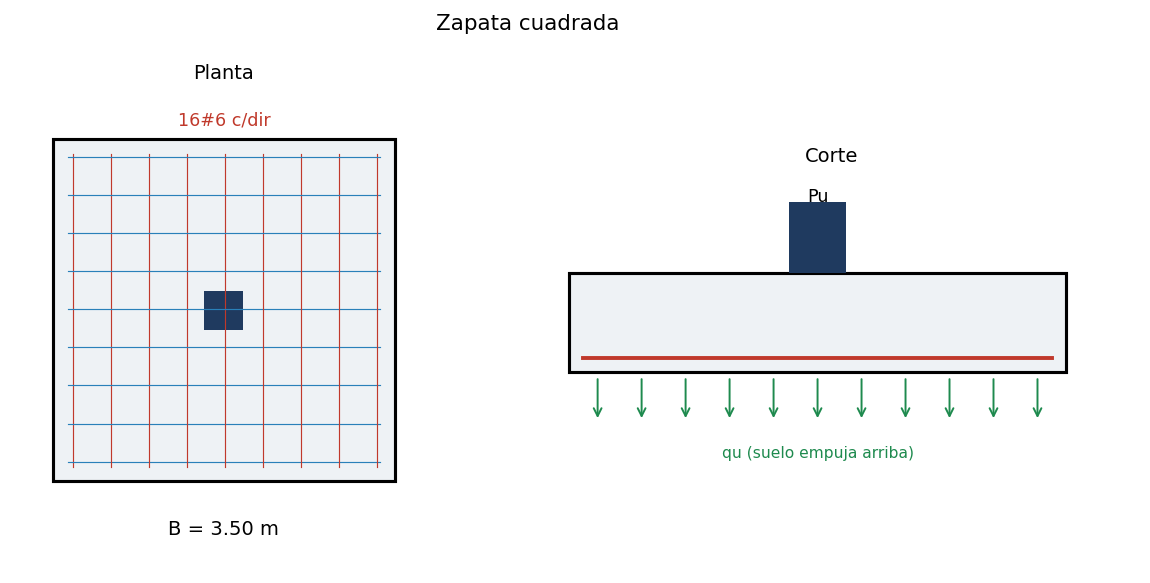 Zapata cuadrada
Planta
16#6 c/dir
B = 3.50 m
Corte
Pu
qu (suelo empuja arriba)